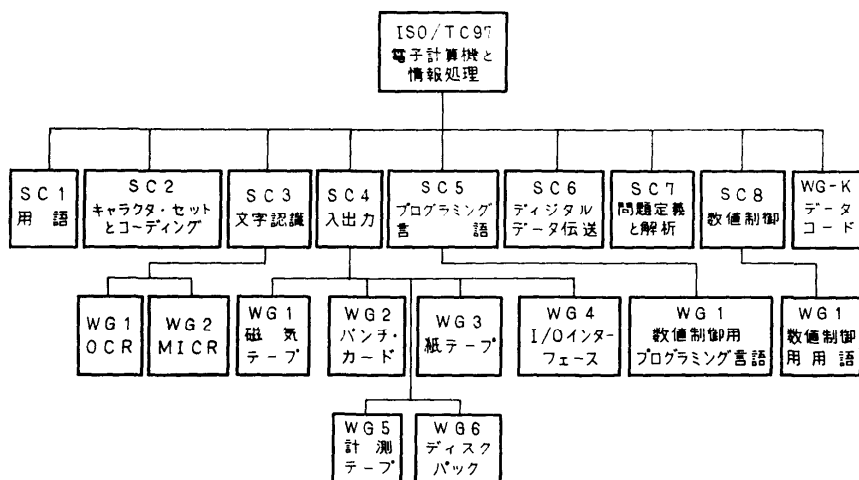 ISO/TC97
電子計算機と
情報処理
SC1
用語
SC2
キャラクタ・セット
とコーディング
SC3
文字認識
SC4
入出力
SC5
プログラミング
言語
SC6
ディジタル
データ伝送
SC7
問題定義
と解析
SC8
数値制御
WG-K
データ
コード
WG1
OCR
WG2
MICR
WG1
磁気
テープ
WG2
パンチ・
カード
WG3
紙テープ
WG4
I/Oインター
フェース
WG1
数値制御用
プログラミング言語
WG1
数値制御
用用語
WG5
計測
テープ
WG6
ディスク
パック